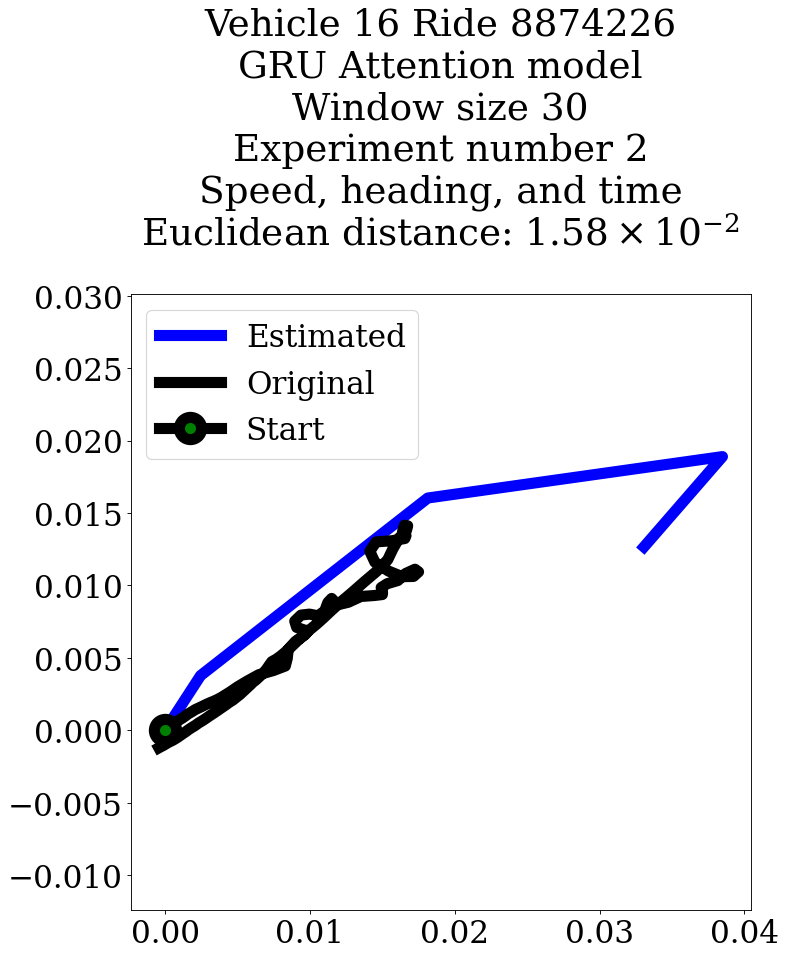 Vehicle 16 Ride 8874226
GRU Attention model
Window size 30
Experiment number 2
Speed, heading, and time
Euclidean distance: 1.58 × 10⁻²
0.030
0.025
0.020
0.015
0.010
0.005
0.000
−0.005
−0.010
Estimated
Original
Start
0.00 0.01 0.02 0.03 0.04